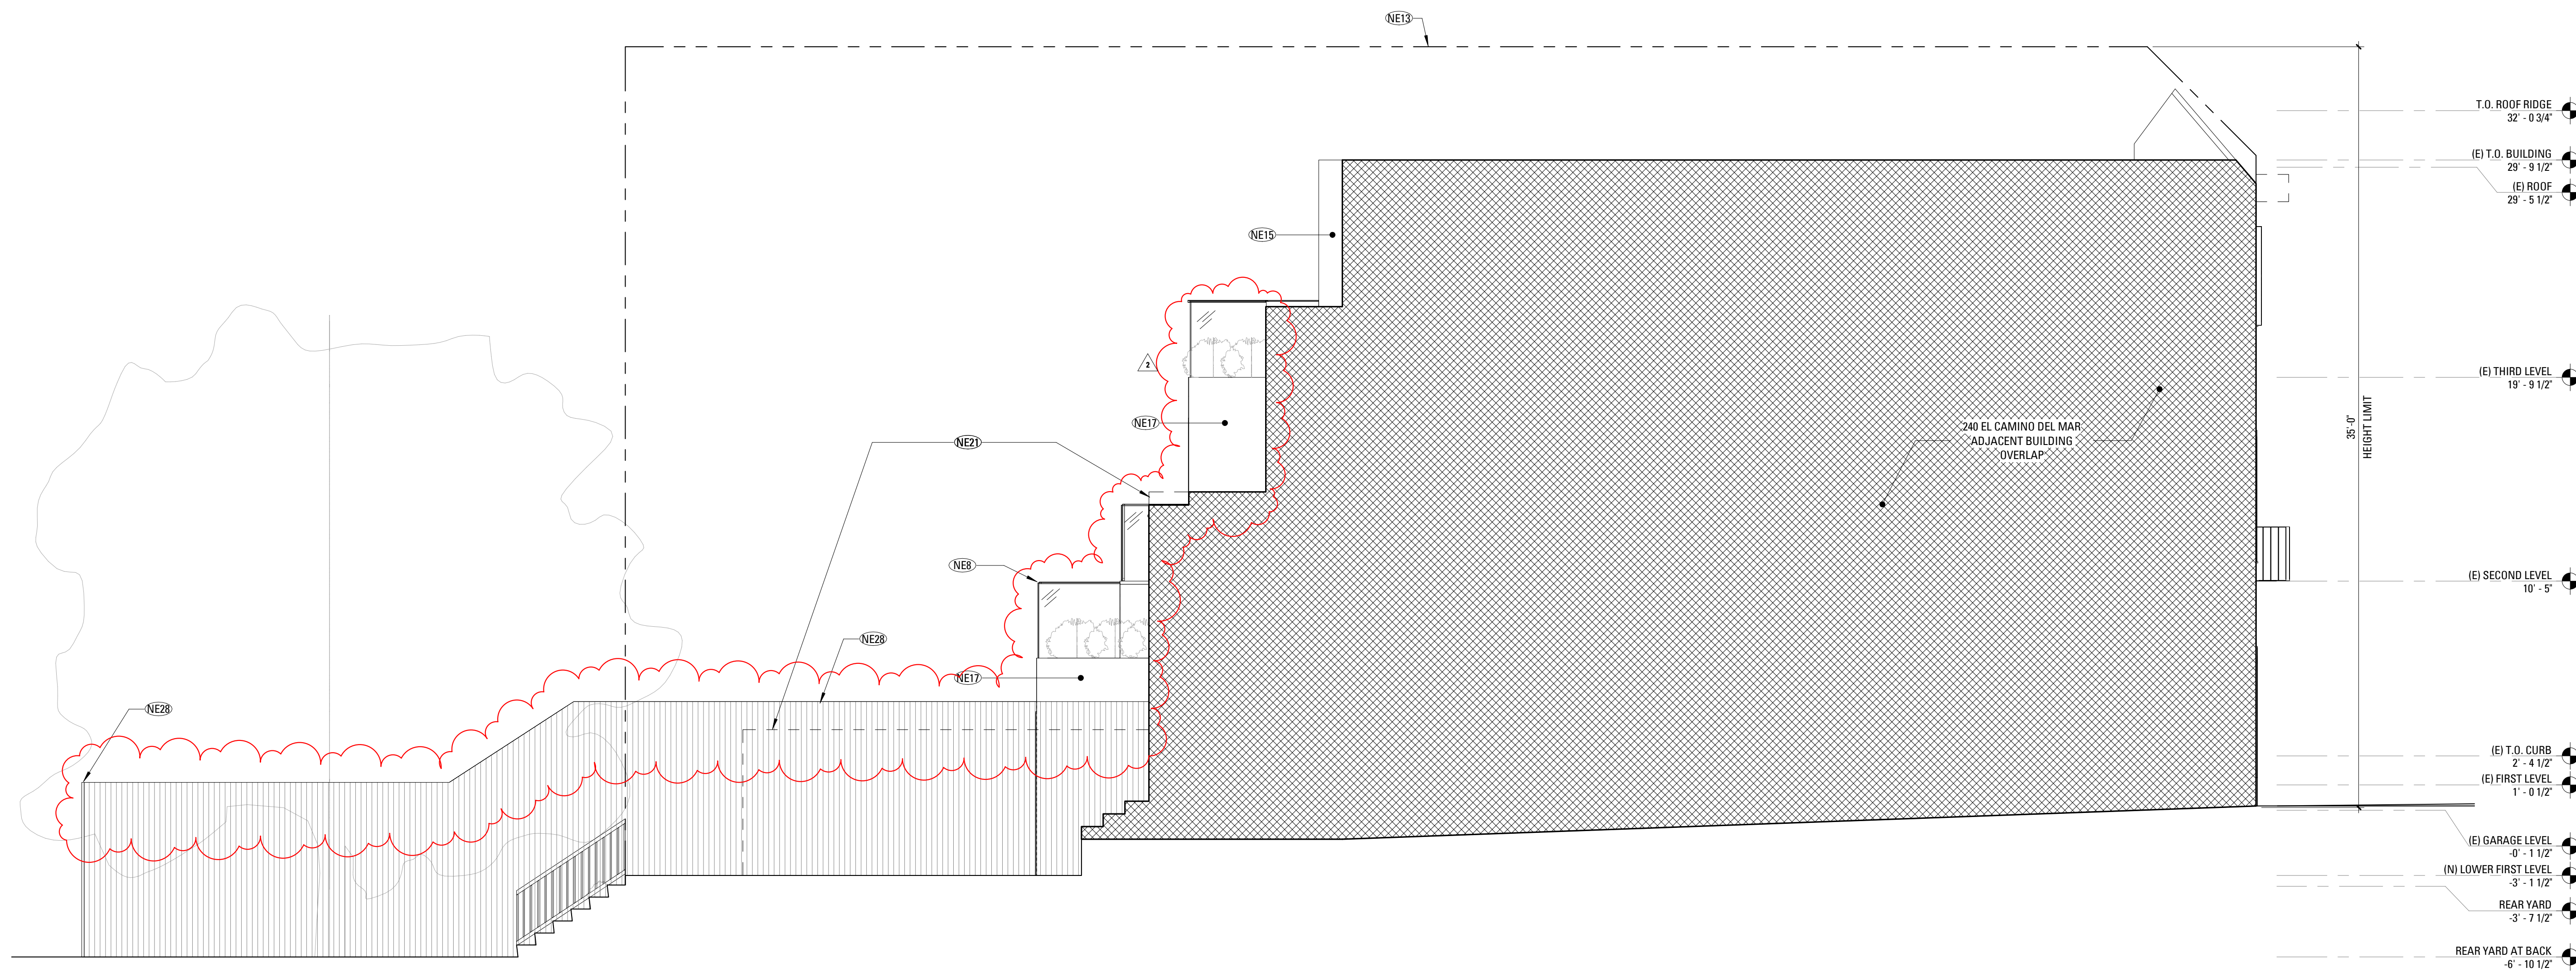 NE13
T.O. ROOF RIDGE
32' - 0 3/4"
(E) T.O. BUILDING
29' - 9 1/2"
(E) ROOF
29' - 5 1/2"
NE15
2
NE17
(E) THIRD LEVEL
19' - 9 1/2"
35'-0"
HEIGHT LIMIT
240 EL CAMINO DEL MAR
ADJACENT BUILDING
OVERLAP
NE21
NE8
(E) SECOND LEVEL
10' - 5"
NE28
NE17
NE28
(E) T.O. CURB
2' - 4 1/2"
(E) FIRST LEVEL
1' - 0 1/2"
(E) GARAGE LEVEL
-0' - 1 1/2"
(N) LOWER FIRST LEVEL
-3' - 1 1/2"
REAR YARD
-3' - 7 1/2"
REAR YARD AT BACK
-6' - 10 1/2"